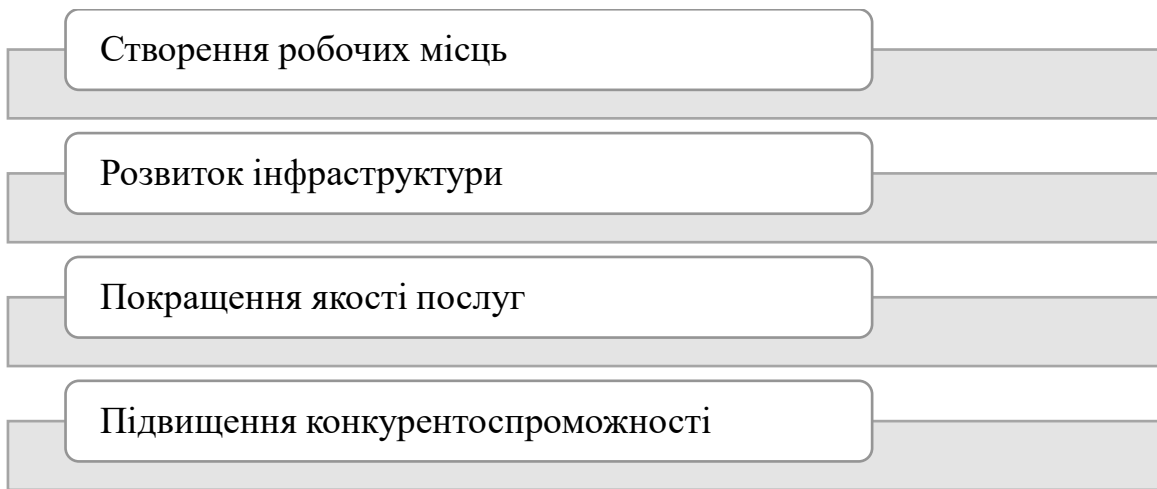 Створення робочих місць
Розвиток інфраструктури
Покращення якості послуг
Підвищення конкурентоспроможності